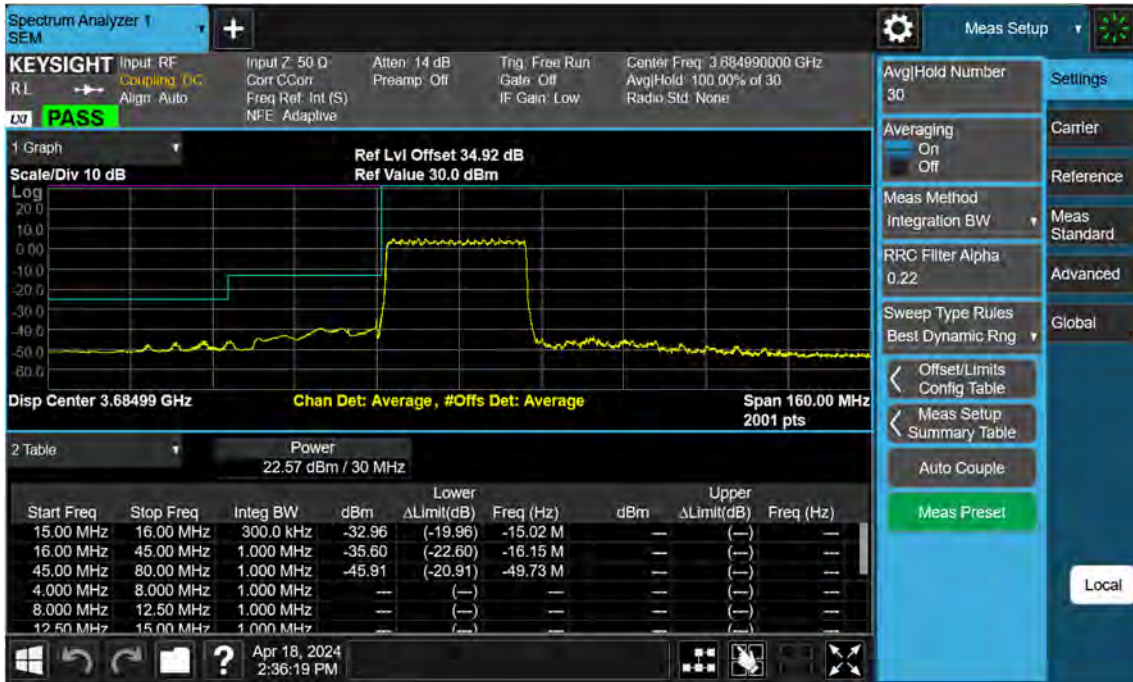 Spectrum Analyzer 1
SEM
Meas Setup
KEYSIGHT
R L
LXI
PASS
Input: RF
Coupling: DC
Align: Auto
Input Z: 50 Ω
Corr CCorr
Freq Ref: Int (S)
NFE: Adaptive
Atten: 14 dB
Preamp: Off
Trig: Free Run
Gate: Off
IF Gain: Low
Center Freq: 3.684990000 GHz
Avg|Hold: 100.00% of 30
Radio Std: None
1 Graph
Scale/Div 10 dB
Ref Lvl Offset 34.92 dB
Ref Value 30.0 dBm
Log
20.0
10.0
0.00
-10.0
-20.0
-30.0
-40.0
-50.0
-60.0
Disp Center 3.68499 GHz
Chan Det: Average, #Offs Det: Average
Span 160.00 MHz
2001 pts
2 Table
Power
22.57 dBm / 30 MHz
Lower Upper
Start Freq Stop Freq Integ BW dBm ΔLimit(dB) Freq (Hz) dBm ΔLimit(dB) Freq (Hz)
15.00 MHz 16.00 MHz 300.0 kHz -32.96 (-19.96) -15.02 M --- (---) ---
16.00 MHz 45.00 MHz 1.000 MHz -35.60 (-22.60) -16.15 M --- (---) ---
45.00 MHz 80.00 MHz 1.000 MHz -45.91 (-20.91) -49.73 M --- (---) ---
4.000 MHz 8.000 MHz 1.000 MHz --- (---) --- --- (---) ---
8.000 MHz 12.50 MHz 1.000 MHz --- (---) --- --- (---) ---
12.50 MHz 15.00 MHz 1.000 MHz --- (---) --- --- (---) ---
?
Apr 18, 2024
2:36:19 PM
Avg|Hold Number
30
Averaging
On
Off
Meas Method
Integration BW
RRC Filter Alpha
0.22
Sweep Type Rules
Best Dynamic Rng
Offset/Limits
Config Table
Meas Setup
Summary Table
Auto Couple
Meas Preset
Settings
Carrier
Reference
Meas
Standard
Advanced
Global
Local